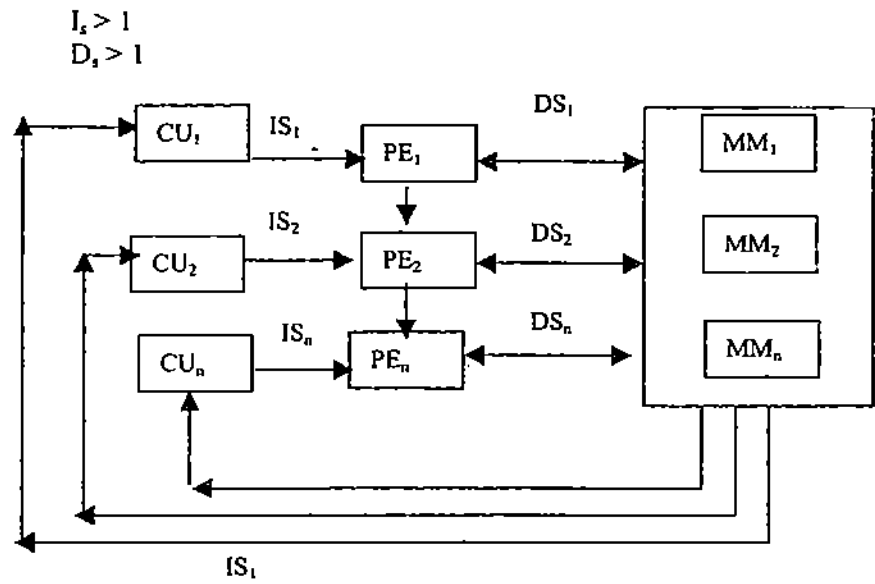 Iₛ > 1
Dₛ > 1
CU₁ IS₁ PE₁ DS₁ MM₁
CU₂ IS₂ PE₂ DS₂ MM₂
CUₙ ISₙ PEₙ DSₙ MMₙ
IS₁